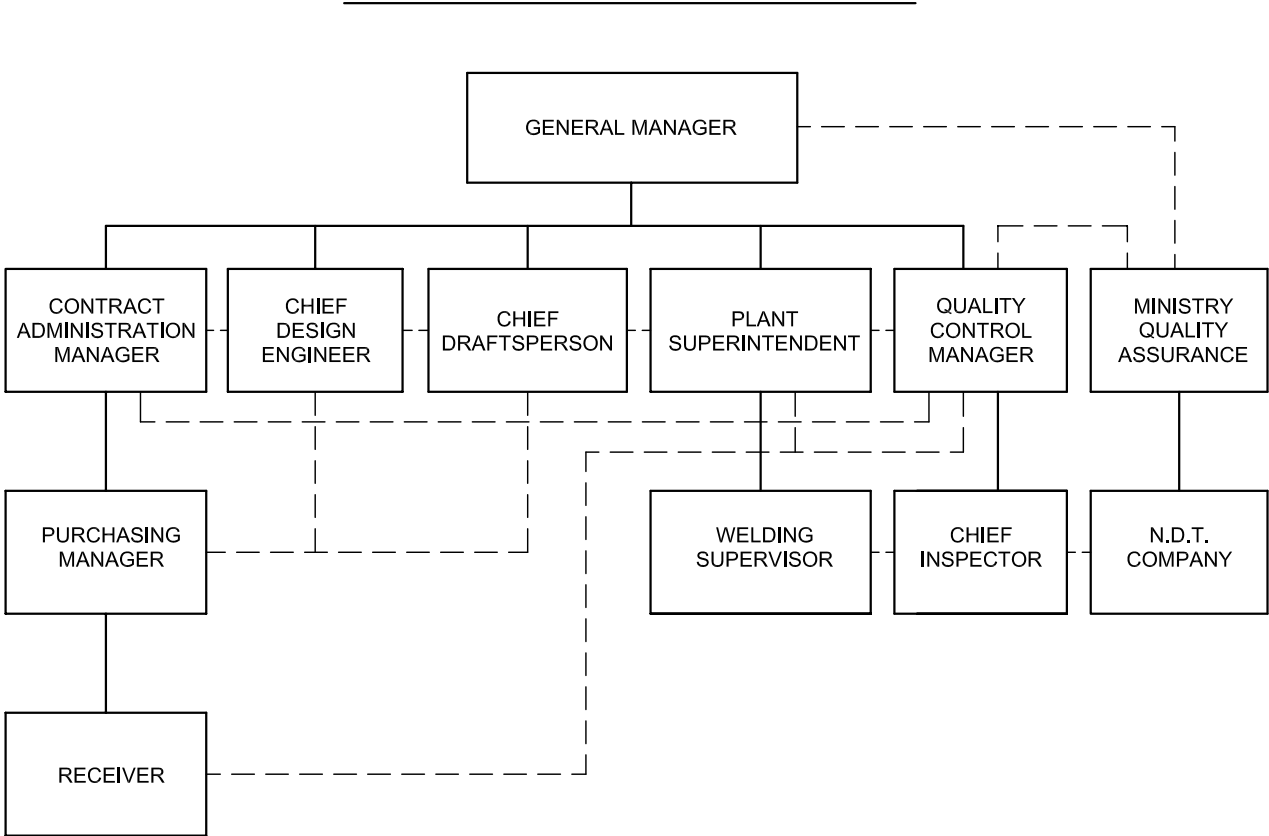 GENERAL MANAGER
CONTRACT
ADMINISTRATION
MANAGER
CHIEF
DESIGN
ENGINEER
CHIEF
DRAFTSPERSON
PLANT
SUPERINTENDENT
QUALITY
CONTROL
MANAGER
MINISTRY
QUALITY
ASSURANCE
PURCHASING
MANAGER
WELDING
SUPERVISOR
CHIEF
INSPECTOR
N.D.T.
COMPANY
RECEIVER